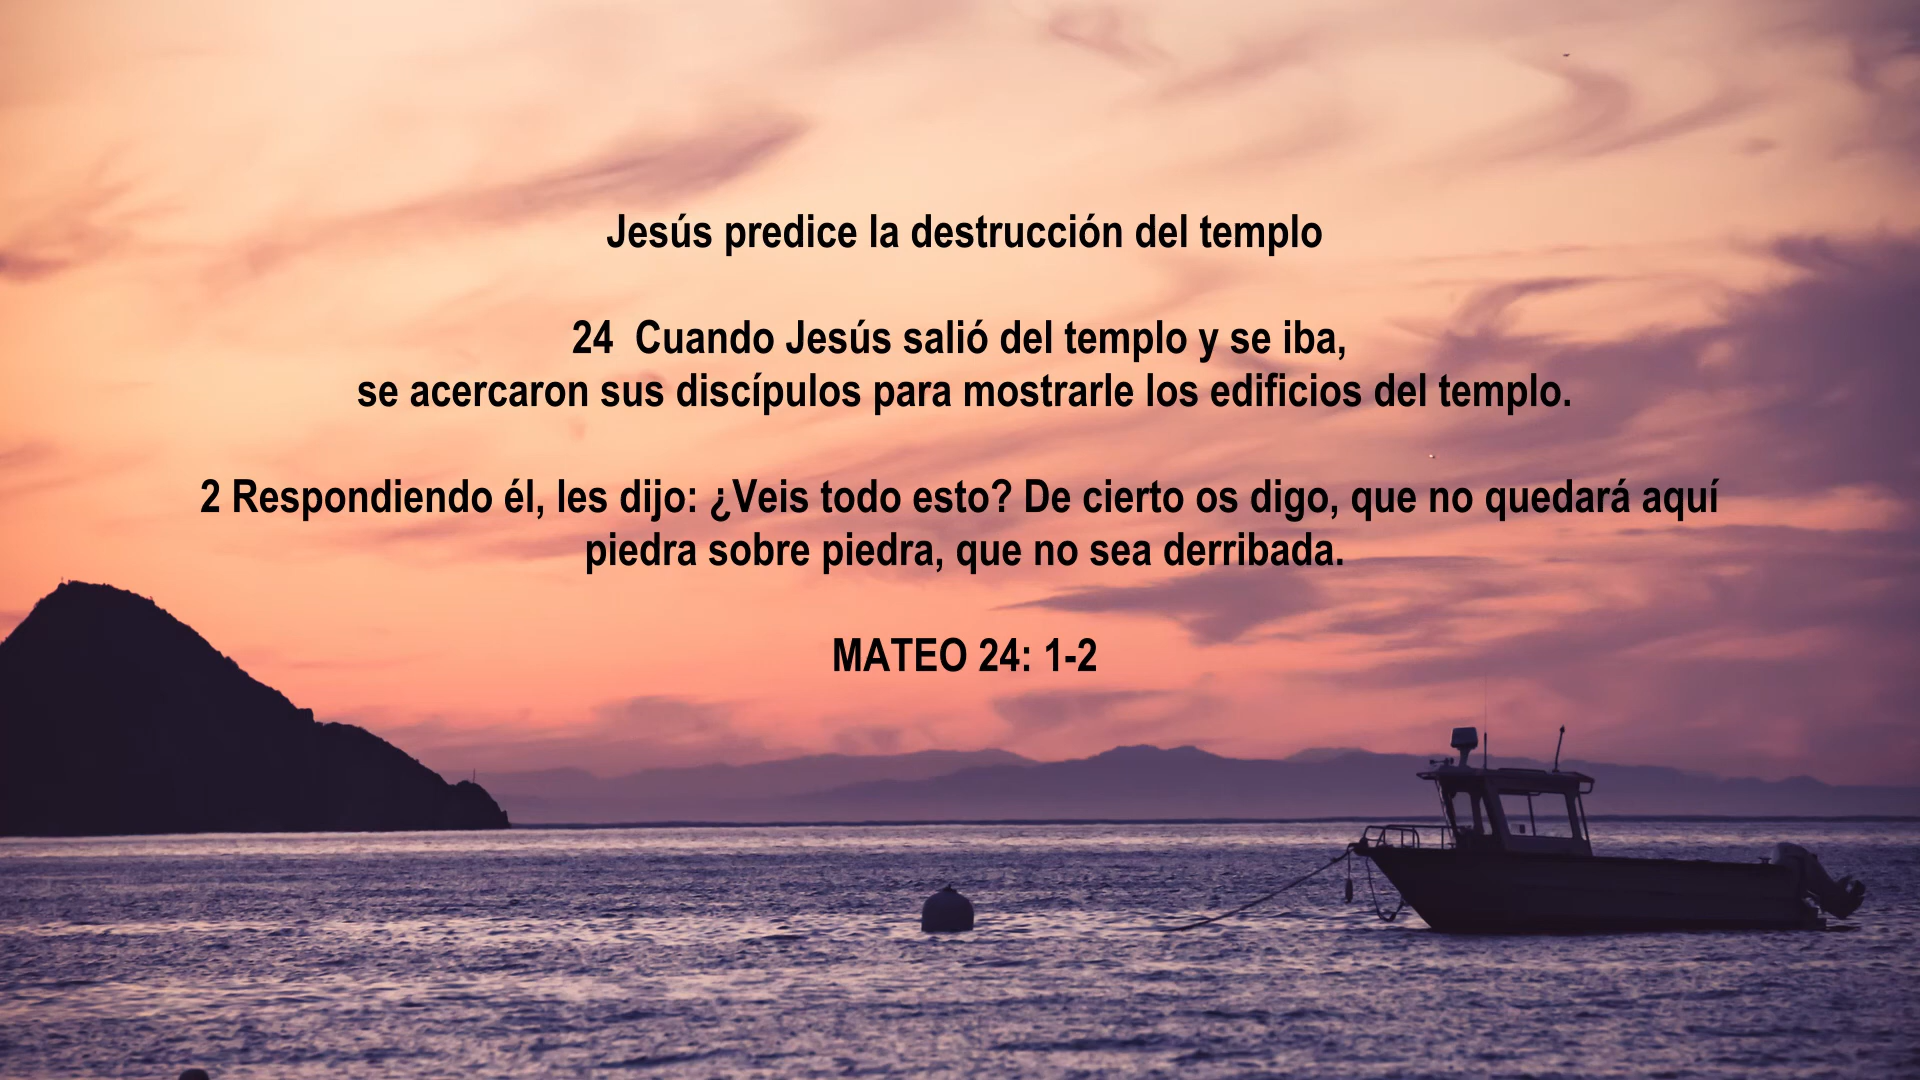 Jesús predice la destrucción del templo
24  Cuando Jesús salió del templo y se iba,
se acercaron sus discípulos para mostrarle los edificios del templo.
2 Respondiendo él, les dijo: ¿Veis todo esto? De cierto os digo, que no quedará aquí
piedra sobre piedra, que no sea derribada.
MATEO 24: 1-2